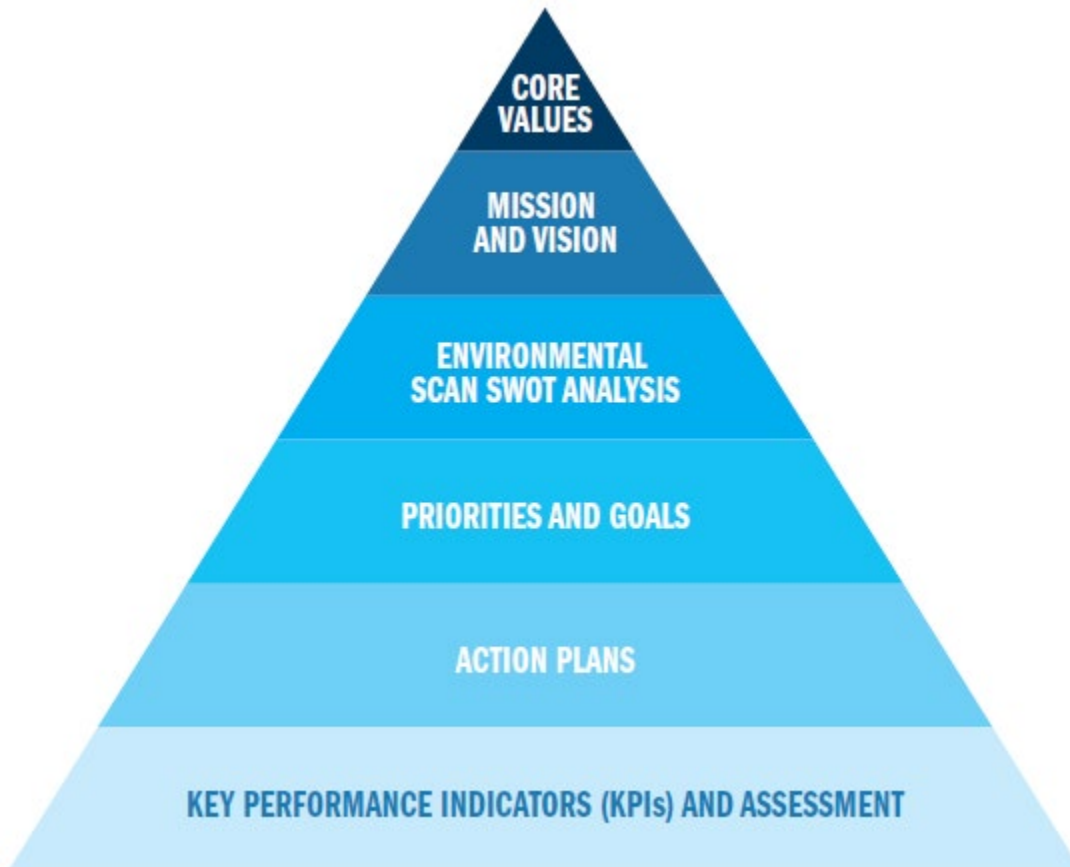 CORE
VALUES
MISSION
AND VISION
ENVIRONMENTAL
SCAN SWOT ANALYSIS
PRIORITIES AND GOALS
ACTION PLANS
KEY PERFORMANCE INDICATORS (KPIs) AND ASSESSMENT